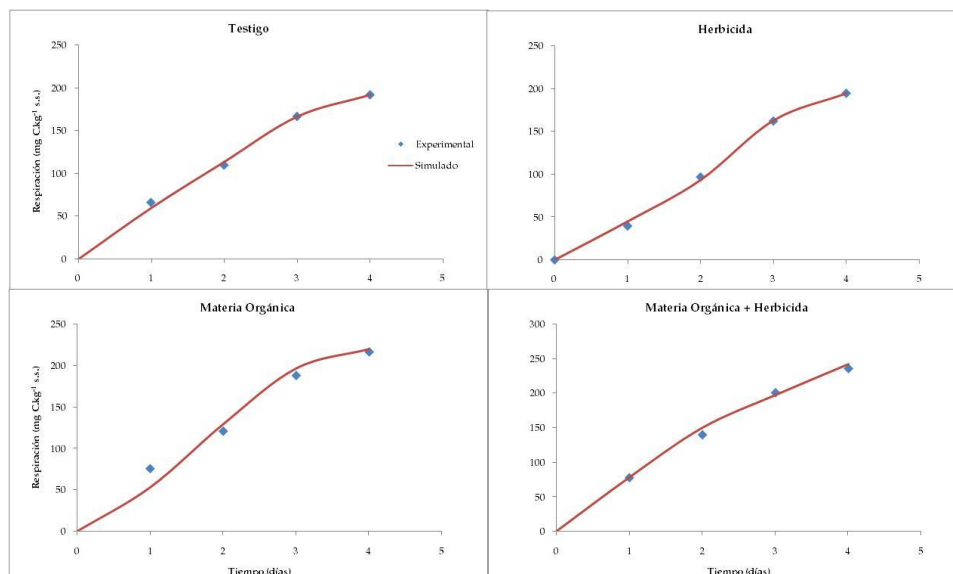 Testigo
250
200
150
100
50
0
Respiración (mg C.kg⁻¹ s.s.)
0 1 2 3 4 5
Experimental
Simulado
Herbicida
250
200
150
100
50
0
0 1 2 3 4 5
Materia Orgánica
250
200
150
100
50
0
Respiración (mg C.kg⁻¹ s.s.)
0 1 2 3 4 5
Tiempo (días)
Materia Orgánica + Herbicida
300
250
200
150
100
50
0
0 1 2 3 4 5
Tiempo (días)